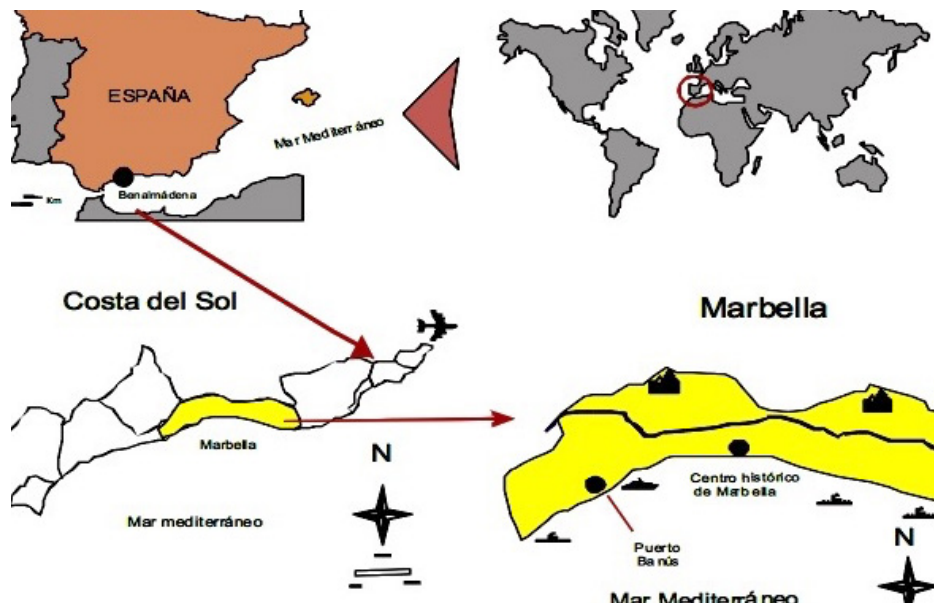 ESPAÑA
Mar Mediterráneo
Benalmádena
Km
Costa del Sol
Marbella
Marbella
N
Mar mediterráneo
Centro histórico
de Marbella
Puerto
Banús
N
Mar Mediterráneo